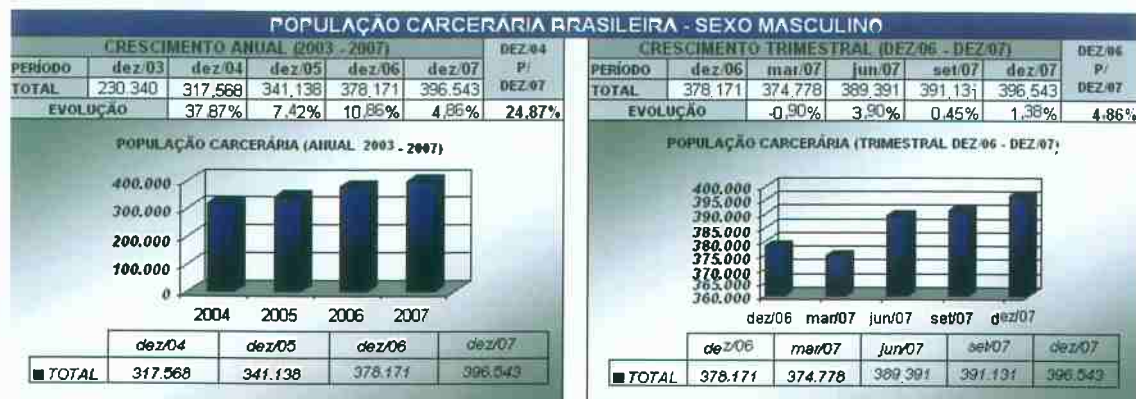 POPULAÇÃO CARCERÁRIA BRASILEIRA - SEXO MASCULINO
CRESCIMENTO ANUAL (2003 - 2007) DEZ/04 P/ DEZ/07
PERÍODO dez/03 dez/04 dez/05 dez/06 dez/07
TOTAL 230.340 317.568 341.138 378.171 396.543
EVOLUÇÃO 37,87% 7,42% 10,86% 4,86% 24,87%
POPULAÇÃO CARCERÁRIA (ANUAL 2003 - 2007)
400.000
300.000
200.000
100.000
0
2004 2005 2006 2007
dez/04 dez/05 dez/06 dez/07
TOTAL 317.568 341.138 378.171 396.543
CRESCIMENTO TRIMESTRAL (DEZ/06 - DEZ/07) DEZ/06 P/ DEZ/07
PERÍODO dez/06 mar/07 jun/07 set/07 dez/07
TOTAL 378.171 374.778 389.391 391.131 396.543
EVOLUÇÃO -0,90% 3,90% 0,45% 1,38% 4,86%
POPULAÇÃO CARCERÁRIA (TRIMESTRAL DEZ/06 - DEZ/07)
400.000
395.000
390.000
385.000
380.000
375.000
370.000
365.000
360.000
dez/06 mar/07 jun/07 set/07 dez/07
dez/06 mar/07 jun/07 set/07 dez/07
TOTAL 378.171 374.778 389.391 391.131 396.543